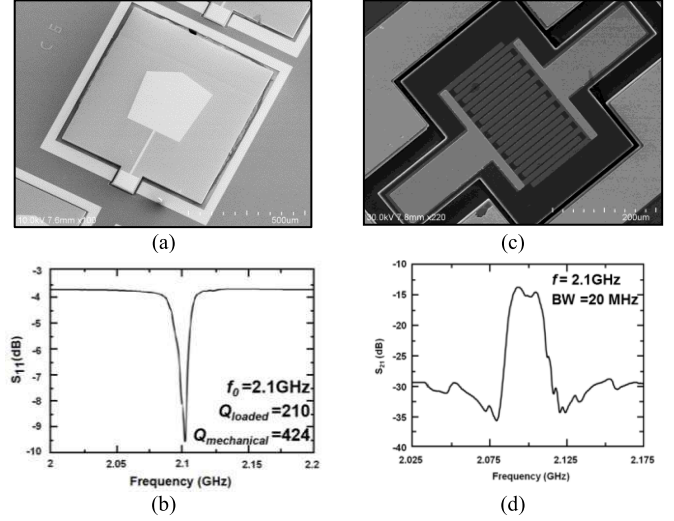 C 5
10.0kV 7.6mm x100
500um
(a)
30.0kV 7.8mm x220
200um
(c)
-3
-4
-5
-6
-7
-8
-9
-10
S11(dB)
f0 =2.1GHz
Qloaded =210
Qmechanical =424
2
2.05
2.1
2.15
2.2
Frequency (GHz)
(b)
-10
-15
-20
-25
-30
-35
-40
S21(dB)
f = 2.1GHz
BW =20 MHz
2.025
2.075
2.125
2.175
Frequency (GHz)
(d)